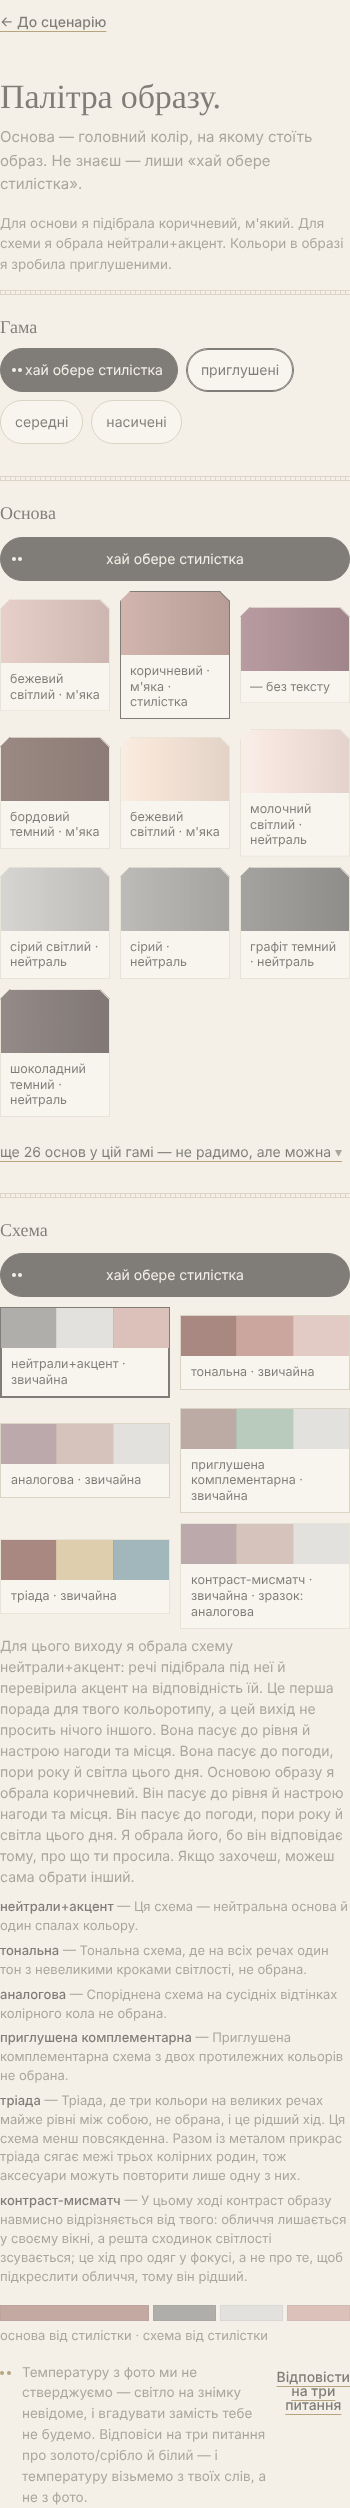 ← До сценарію
Палітра образу.
Основа — головний колір, на якому стоїть
образ. Не знаєш — лиши «хай обере
стилістка».
Для основи я підібрала коричневий, м'який. Для
схеми я обрала нейтрали+акцент. Кольори в образі
я зробила приглушеними.
Гама
хай обере стилістка
приглушені
середні
насичені
Основа
хай обере стилістка
бежевий
світлий · м'яка
коричневий ·
м'яка ·
стилістка
— без тексту
бордовий
темний · м'яка
бежевий
світлий · м'яка
молочний
світлий ·
нейтраль
сірий світлий ·
нейтраль
сірий ·
нейтраль
графіт темний
· нейтраль
шоколадний
темний ·
нейтраль
ще 26 основ у цій гамі — не радимо, але можна ▾
Схема
хай обере стилістка
нейтрали+акцент ·
звичайна
тональна · звичайна
аналогова · звичайна
приглушена
комплементарна ·
звичайна
тріада · звичайна
контраст-мисматч ·
звичайна · зразок:
аналогова
Для цього виходу я обрала схему
нейтрали+акцент: речі підібрала під неї й
перевірила акцент на відповідність їй. Це перша
порада для твого кольоротипу, а цей вихід не
просить нічого іншого. Вона пасує до рівня й
настрою нагоди та місця. Вона пасує до погоди,
пори року й світла цього дня. Основою образу я
обрала коричневий. Він пасує до рівня й настрою
нагоди та місця. Він пасує до погоди, пори року й
світла цього дня. Я обрала його, бо він відповідає
тому, про що ти просила. Якщо захочеш, можеш
сама обрати інший.
нейтрали+акцент — Ця схема — нейтральна основа й
один спалах кольору.
тональна — Тональна схема, де на всіх речах один
тон з невеликими кроками світлості, не обрана.
аналогова — Споріднена схема на сусідніх відтінках
колірного кола не обрана.
приглушена комплементарна — Приглушена
комплементарна схема з двох протилежних кольорів
не обрана.
тріада — Тріада, де три кольори на великих речах
майже рівні між собою, не обрана, і це рідший хід. Ця
схема менш повсякденна. Разом із металом прикрас
тріада сягає межі трьох колірних родин, тож
аксесуари можуть повторити лише одну з них.
контраст-мисматч — У цьому ході контраст образу
навмисно відрізняється від твого: обличчя лишається
у своєму вікні, а решта сходинок світлості
зсувається; це хід про одяг у фокусі, а не про те, щоб
підкреслити обличчя, тому він рідший.
основа від стилістки · схема від стилістки
Температуру з фото ми не
стверджуємо — світло на знімку
невідоме, і вгадувати замість тебе
не будемо. Відповіси на три питання
про золото/срібло й білий — і
температуру візьмемо з твоїх слів, а
не з фото.
Відповісти
на три
питання